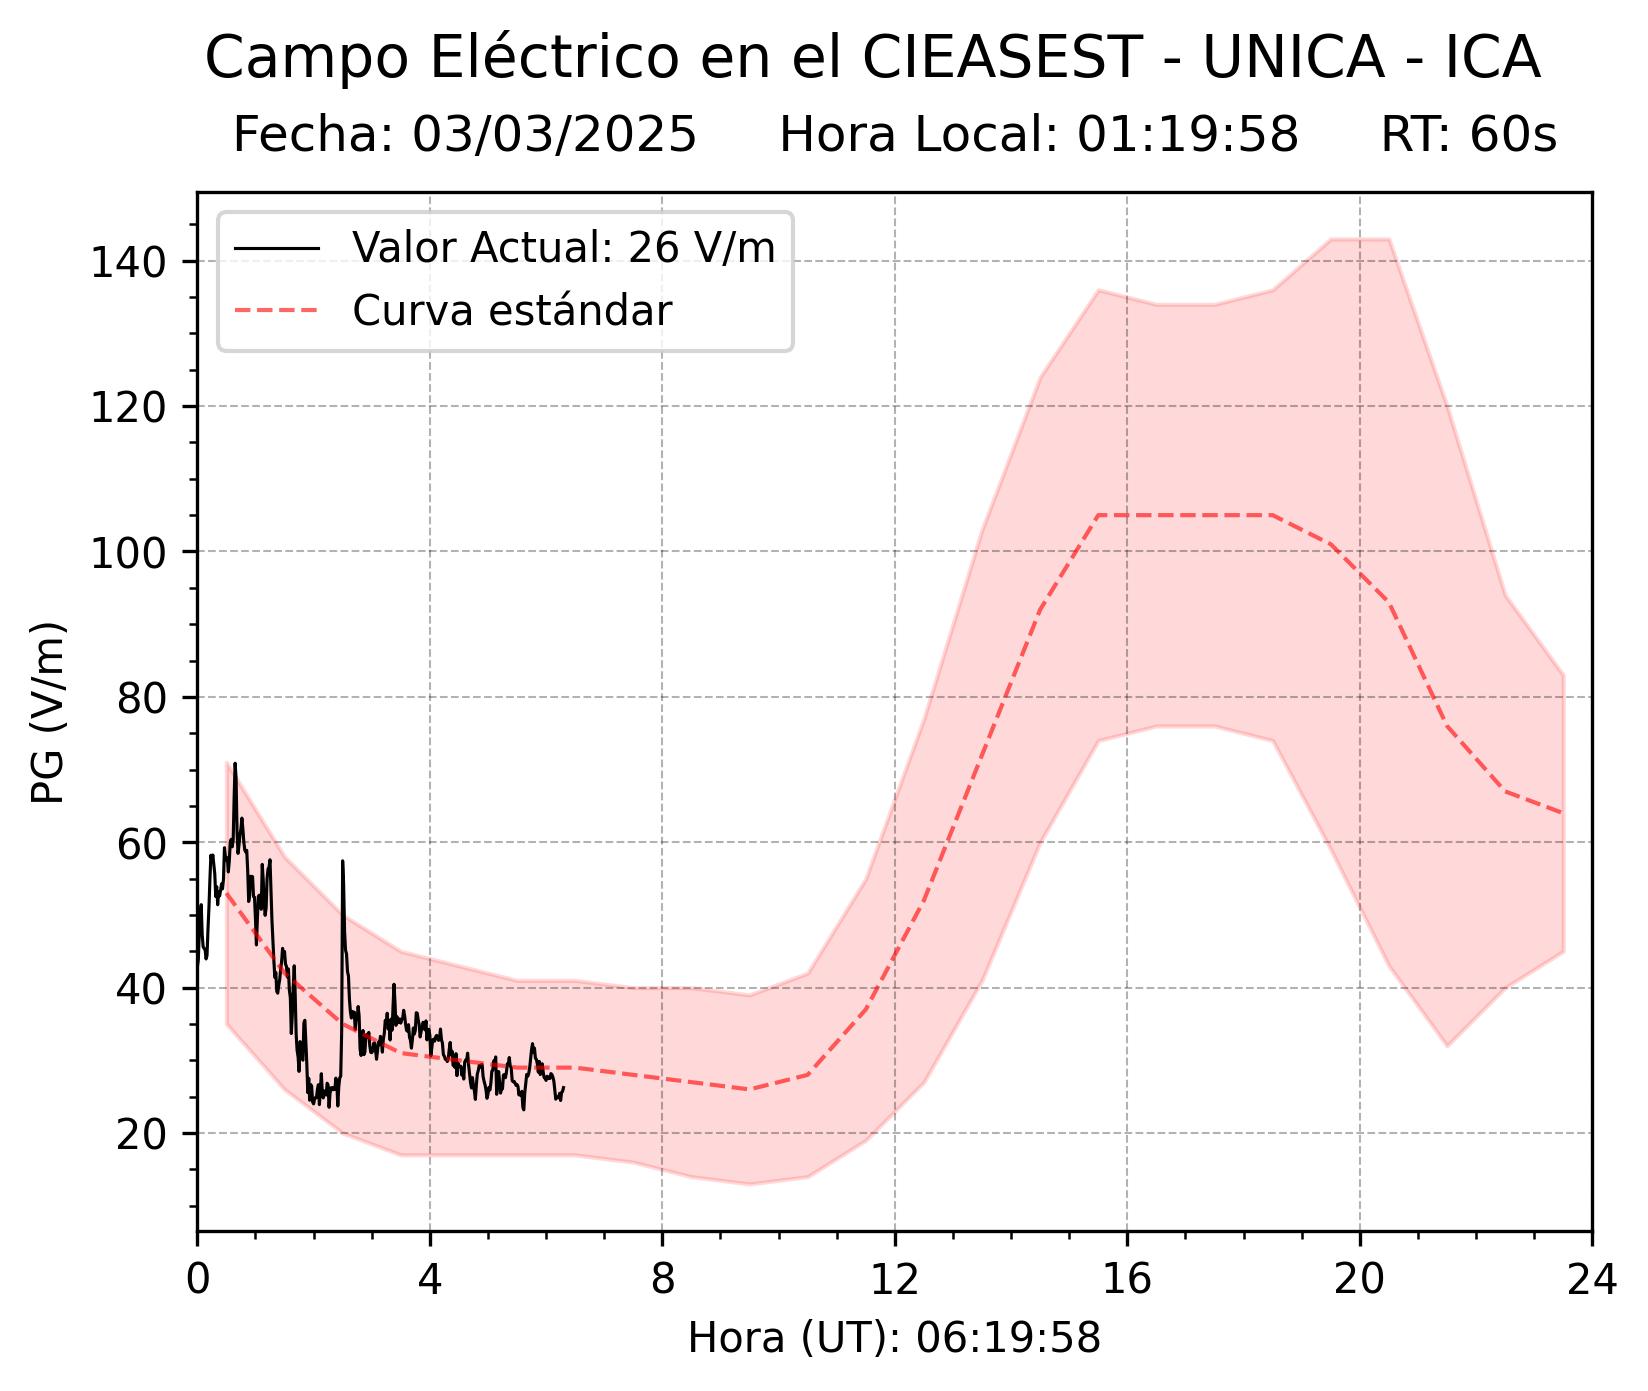 Campo Eléctrico en el CIEASEST - UNICA - ICA
Fecha: 03/03/2025 Hora Local: 01:19:58 RT: 60s
Valor Actual: 26 V/m
Curva estándar
140
120
100
80
60
40
20
PG (V/m)
0 4 8 12 16 20 24
Hora (UT): 06:19:58